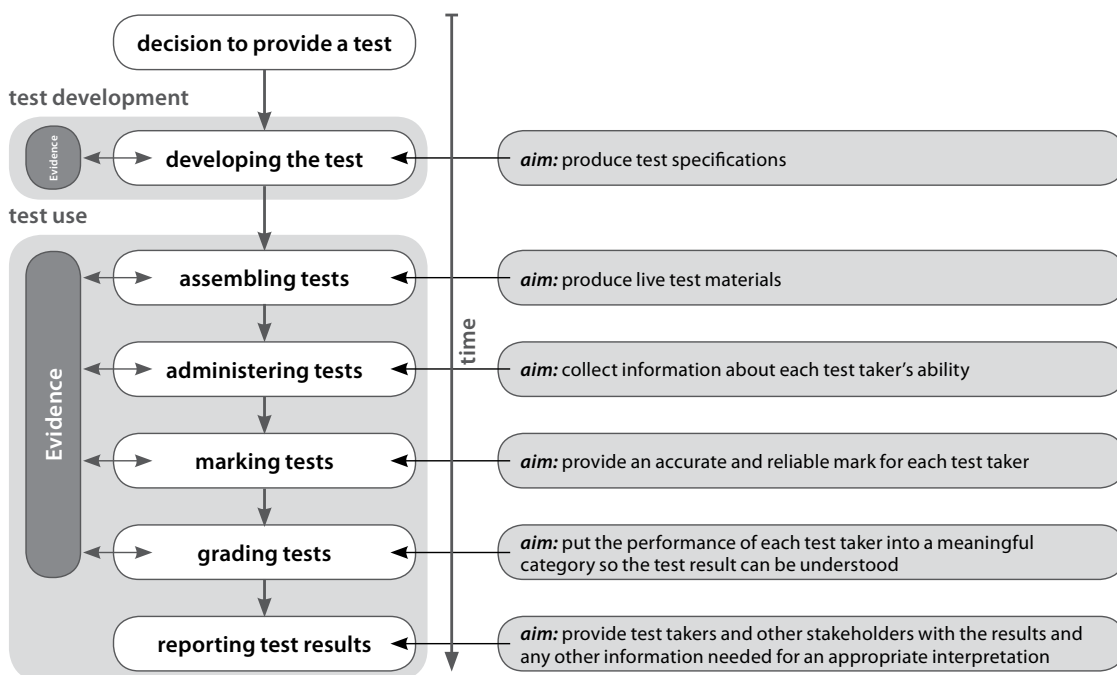 decision to provide a test
test development
Evidence
developing the test
aim: produce test specifications
test use
Evidence
assembling tests
aim: produce live test materials
time
administering tests
aim: collect information about each test taker's ability
marking tests
aim: provide an accurate and reliable mark for each test taker
grading tests
aim: put the performance of each test taker into a meaningful
category so the test result can be understood
reporting test results
aim: provide test takers and other stakeholders with the results and
any other information needed for an appropriate interpretation